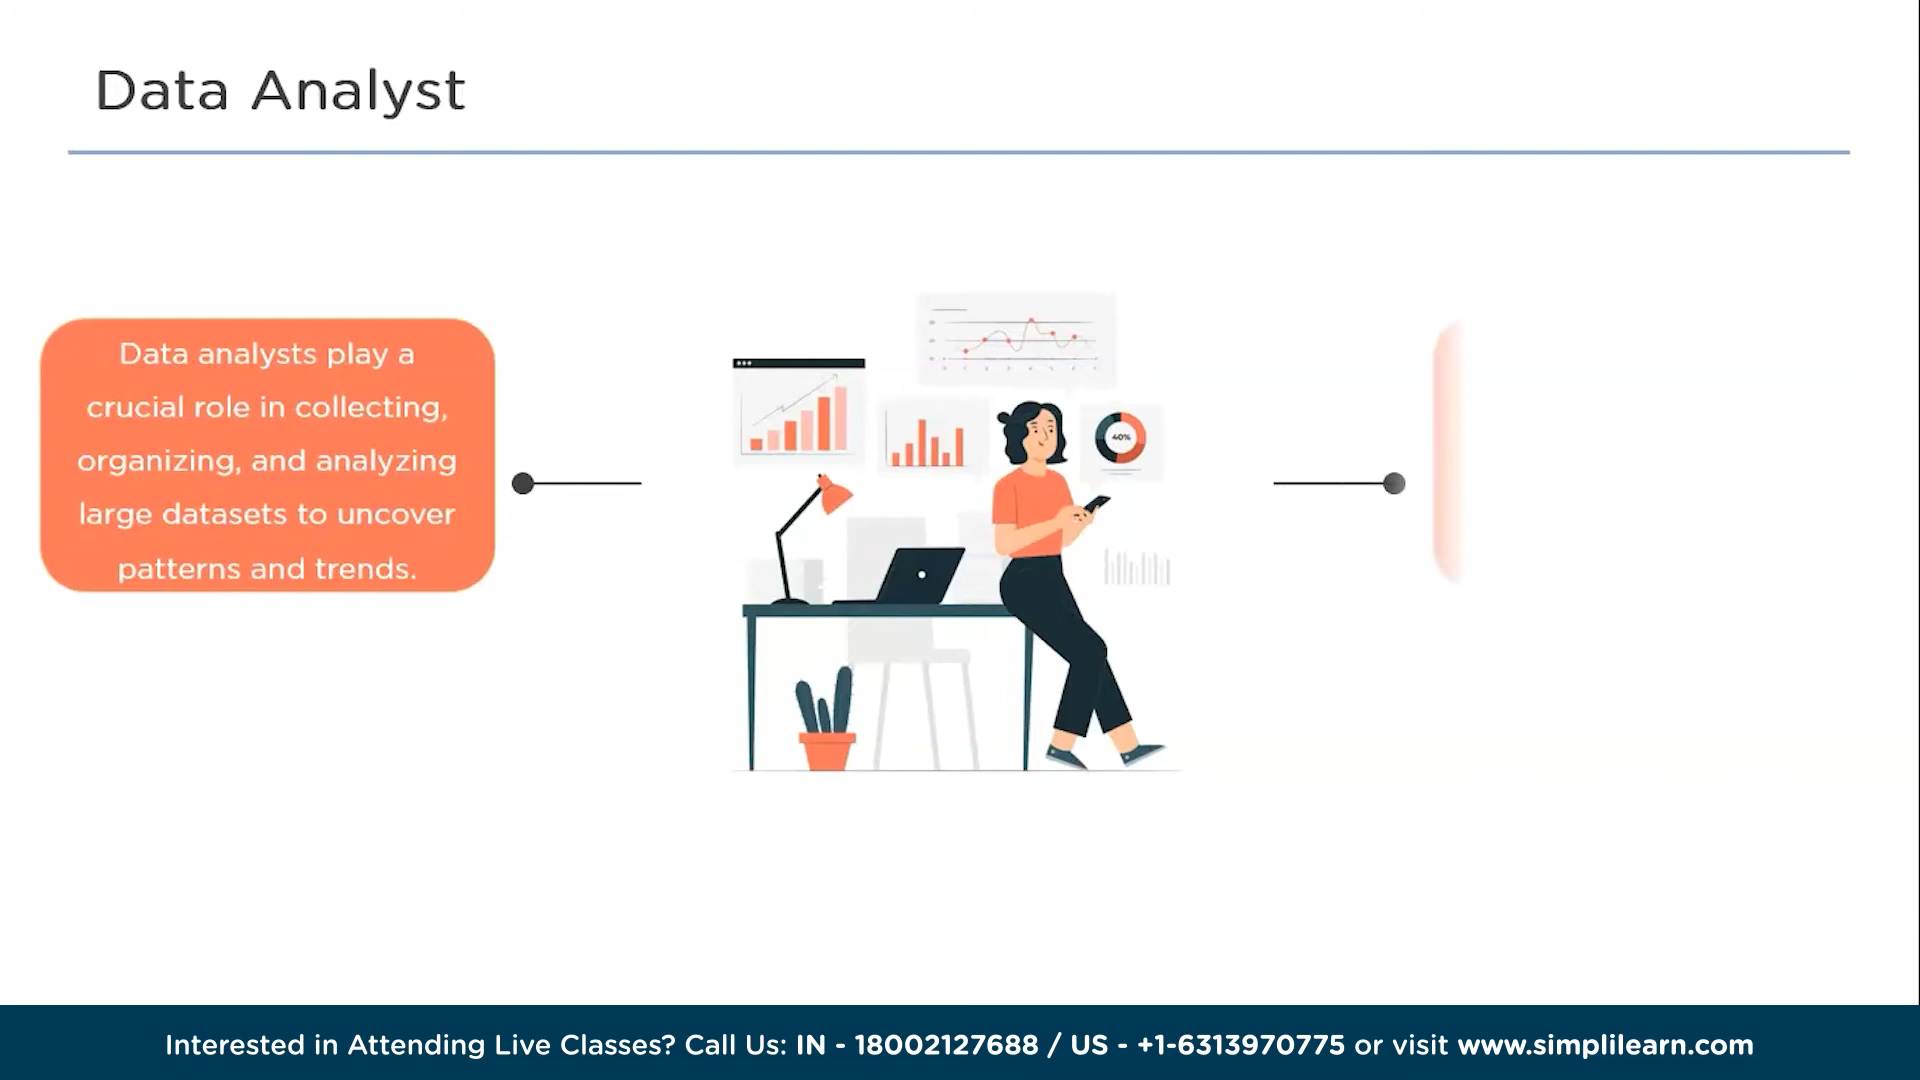 Data Analyst
Data analysts play a
crucial role in collecting,
organizing, and analyzing
large datasets to uncover
patterns and trends.
40%
Interested in Attending Live Classes? Call Us: IN - 18002127688 / US - +1-6313970775 or visit www.simplilearn.com